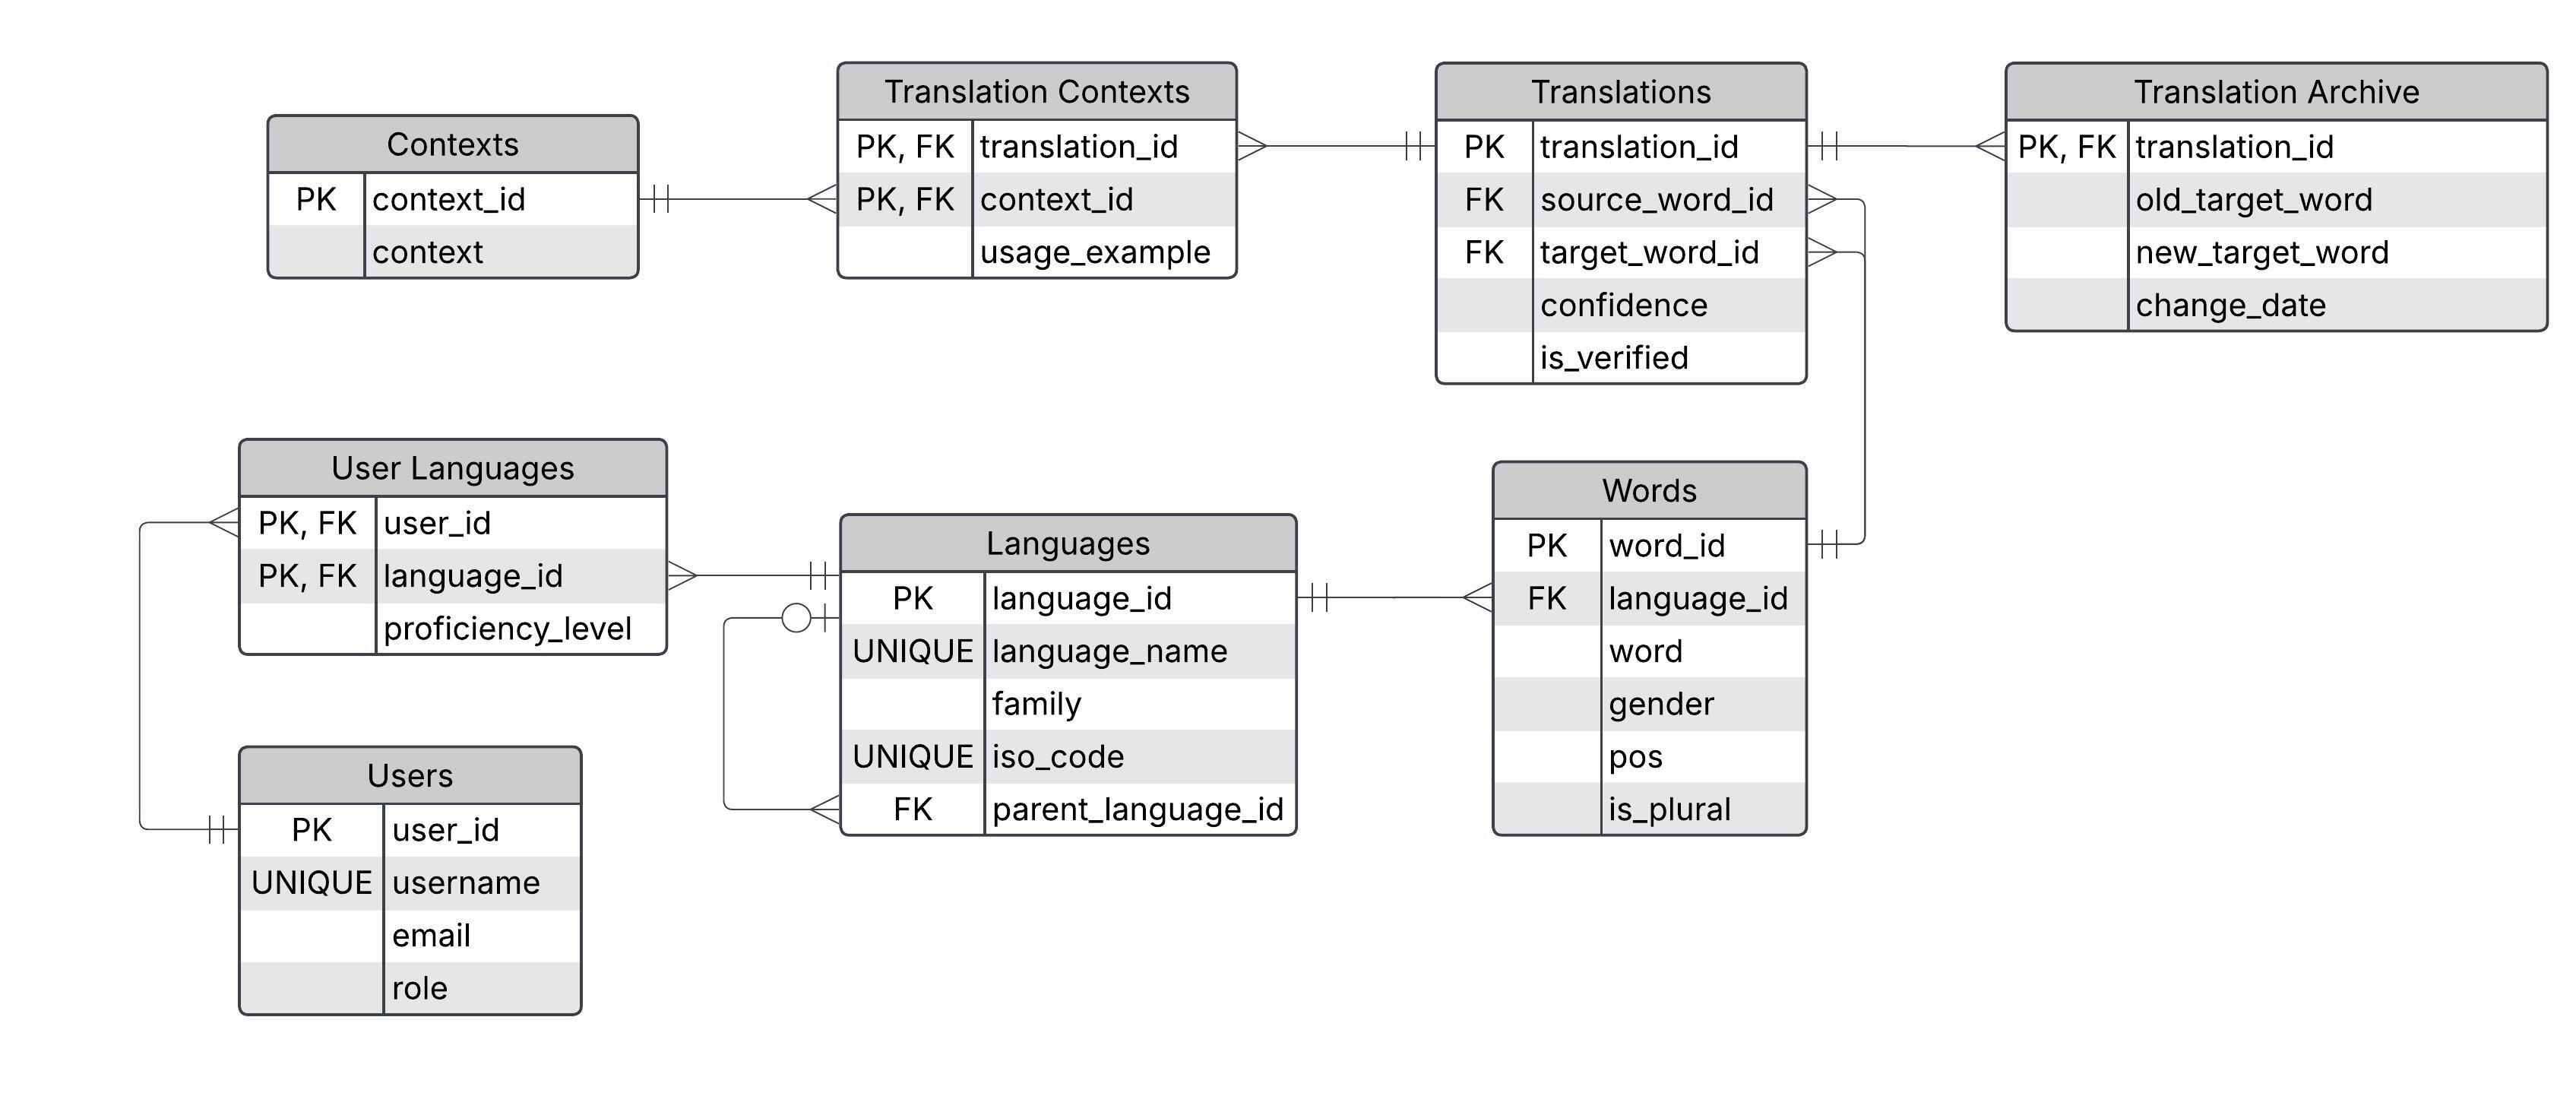 Contexts
PK context_id
context
Translation Contexts
PK, FK translation_id
PK, FK context_id
usage_example
Translations
PK translation_id
FK source_word_id
FK target_word_id
confidence
is_verified
Translation Archive
PK, FK translation_id
old_target_word
new_target_word
change_date
User Languages
PK, FK user_id
PK, FK language_id
proficiency_level
Languages
PK language_id
UNIQUE language_name
family
UNIQUE iso_code
FK parent_language_id
Words
PK word_id
FK language_id
word
gender
pos
is_plural
Users
PK user_id
UNIQUE username
email
role